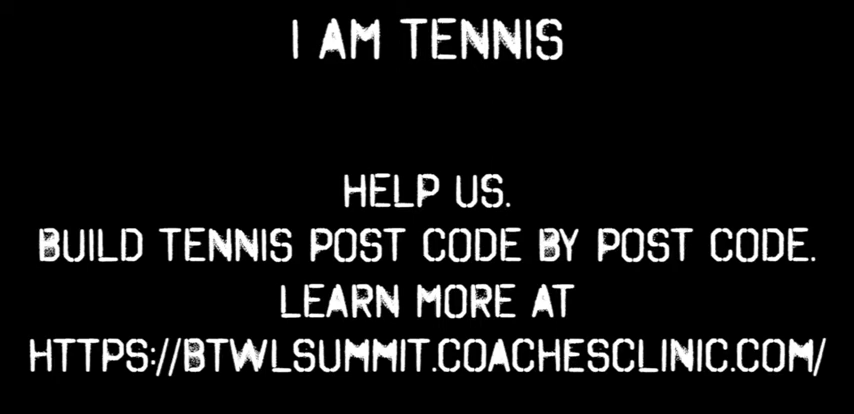 I AM TENNIS
HELP US.
BUILD TENNIS POST CODE BY POST CODE.
LEARN MORE AT
HTTPS://BTWLSUMMIT.COACHESCLINIC.COM/